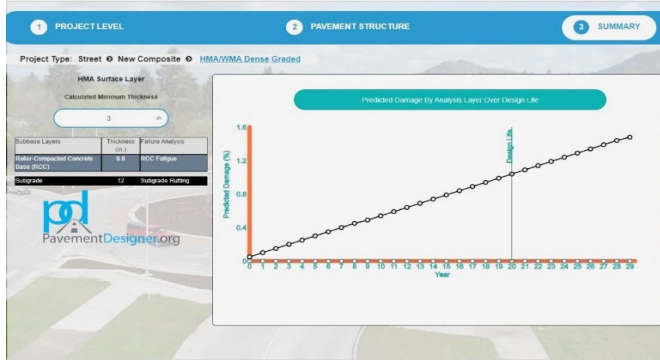 1 PROJECT LEVEL
2 PAVEMENT STRUCTURE
3 SUMMARY
Project Type: Street New Composite HMA/WMA Dense Graded
HMA Surface Layer
Calculated Minimum Thickness
3 in
Subbase Layers Thickness (in.) Failure Analysis
Roller-Compacted Concrete Base (RCC) 8.8 RCC Fatigue
Subgrade 12 Subgrade Rutting
pd
PavementDesigner.org
Predicted Damage By Analysis Layer Over Design Life
Predicted Damage (%)
1.6
1.2
0.8
0.4
0
Design Life
0 1 2 3 4 5 6 7 8 9 10 11 12 13 14 15 16 17 18 19 20 21 22 23 24 25 26 27 28 29
Year